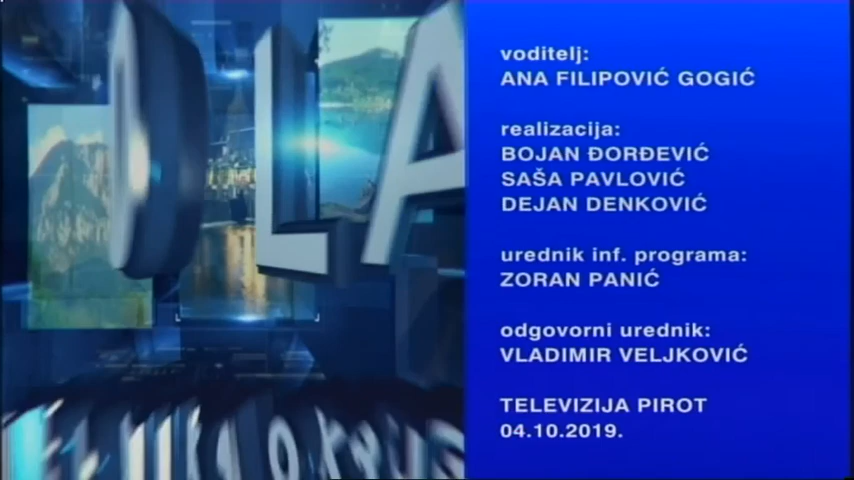 OLA
voditelj:
ANA FILIPOVIĆ GOGIĆ
realizacija:
BOJAN ĐORĐEVIĆ
SAŠA PAVLOVIĆ
DEJAN DENKOVIĆ
urednik inf. programa:
ZORAN PANIĆ
odgovorni urednik:
VLADIMIR VELJKOVIĆ
TELEVIZIJA PIROT
04.10.2019.